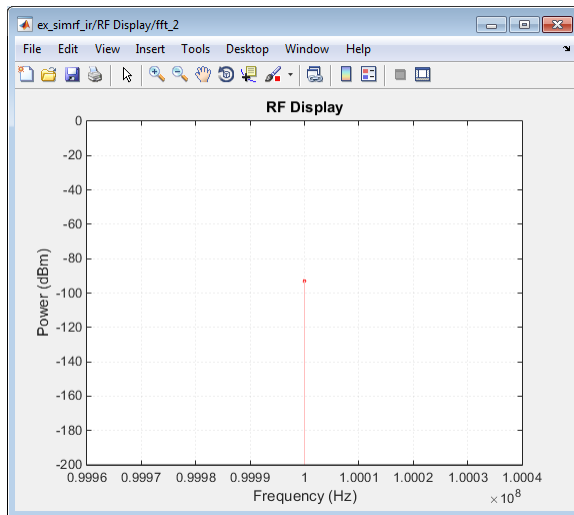 ex_simrf_ir/RF Display/fft_2
File Edit View Insert Tools Desktop Window Help
RF Display
0
-20
-40
-60
-80
-100
-120
-140
-160
-180
-200
Power (dBm)
0.9996 0.9997 0.9998 0.9999 1 1.0001 1.0002 1.0003 1.0004
Frequency (Hz)
×10⁸